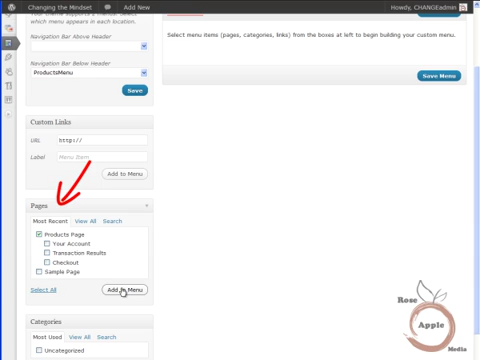 Changing the Mindset
Add New
Howdy, CHANGEadmin
which menu appears in each location.
Select menu items (pages, categories, links) from the boxes at left to begin building your custom menu.
Navigation Bar Above Header
Navigation Bar Below Header
ProductsMenu
Save
Save Menu
Custom Links
URL
http://
Label
Menu Item
Add to Menu
Pages
Most Recent
View All
Search
Products Page
Your Account
Transaction Results
Checkout
Sample Page
Select All
Add to Menu
Categories
Most Used
View All
Search
Uncategorized
Rose
Apple
Media